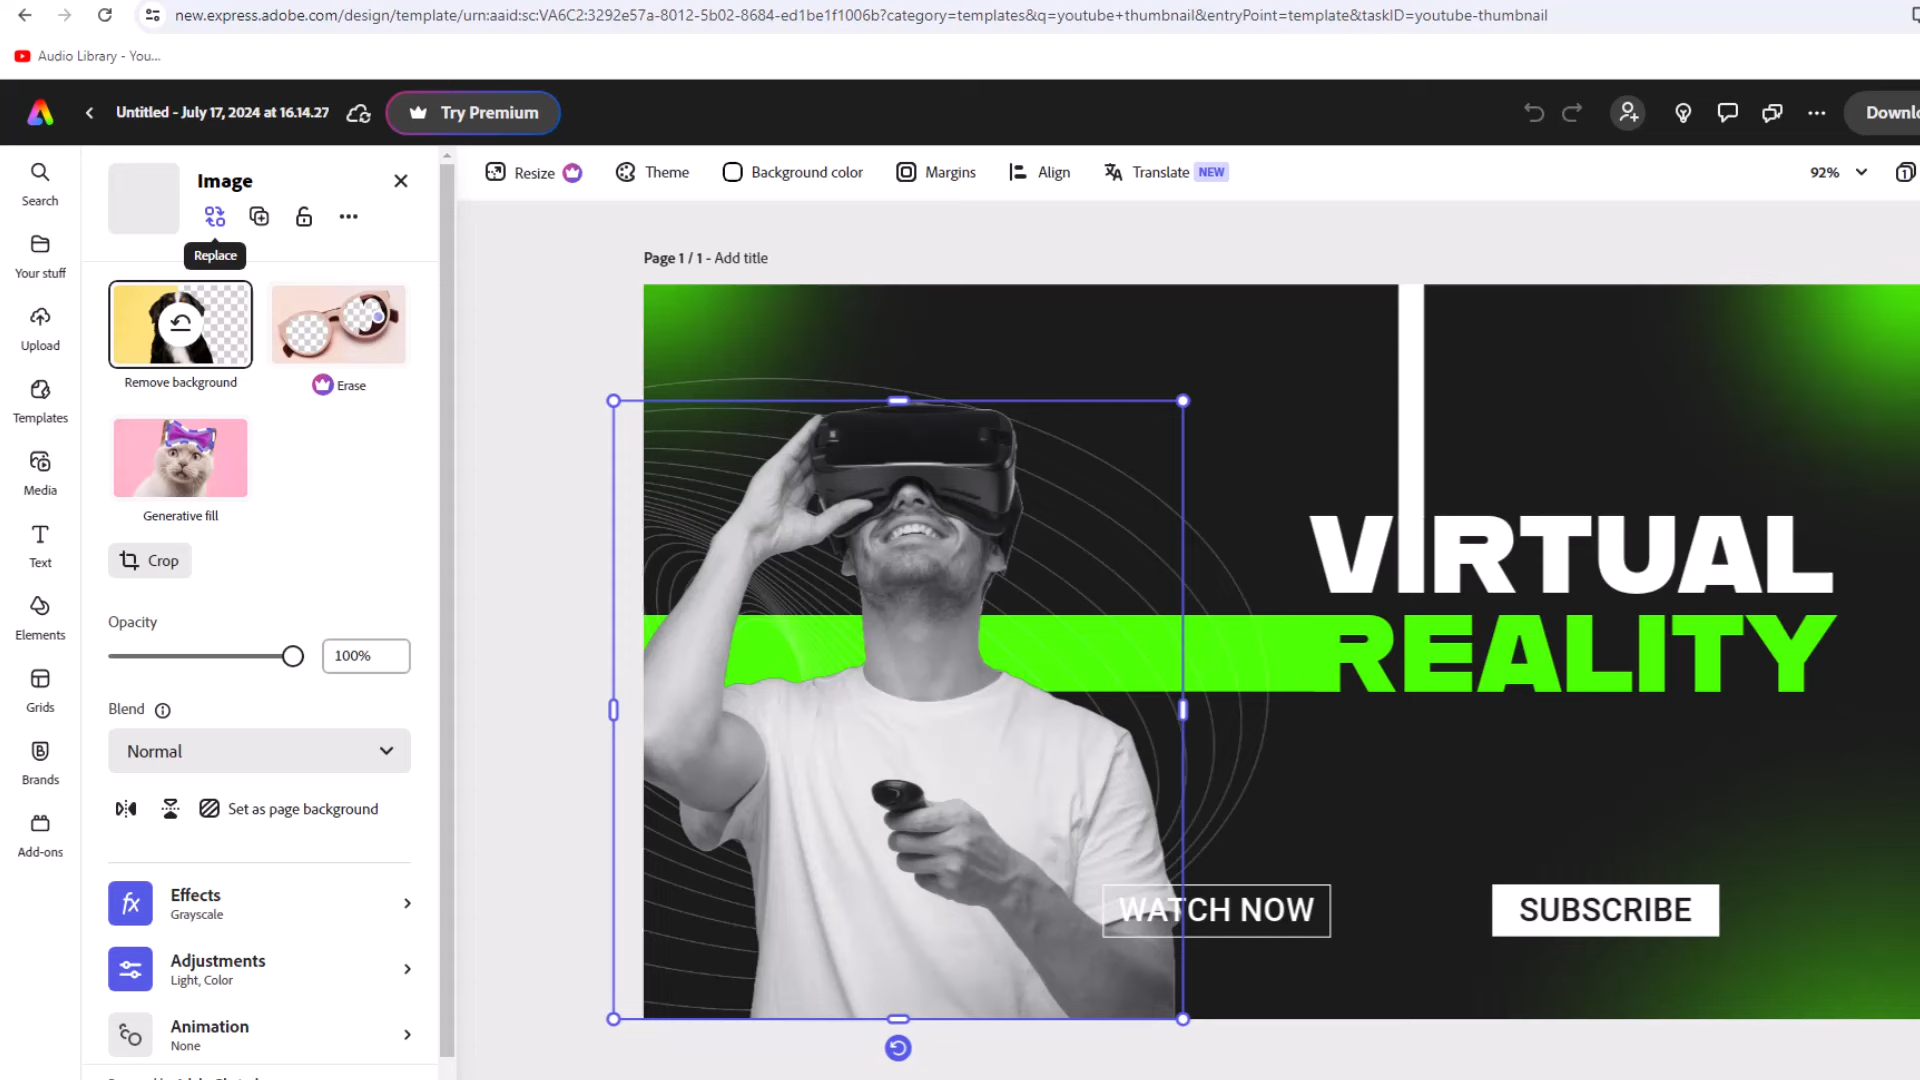 new.express.adobe.com/design/template/urn:aaid:sc:VA6C2:3292e57a-8012-5b02-8684-ed1be1f1006b?category=templates&q=youtube+thumbnail&entryPoint=template&taskID=youtube-thumbnail
Audio Library - You...
Untitled - July 17, 2024 at 16.14.27
Try Premium
Downlo
Search
Your stuff
Upload
Templates
Media
Text
Elements
Grids
Brands
Add-ons
Image
Replace
Remove background
Erase
Generative fill
Crop
Opacity
100%
Blend
Normal
Set as page background
Effects
Grayscale
Adjustments
Light, Color
Animation
None
Resize
Theme
Background color
Margins
Align
Translate NEW
92%
1
Page 1 / 1 - Add title
VIRTUAL
REALITY
WATCH NOW
SUBSCRIBE